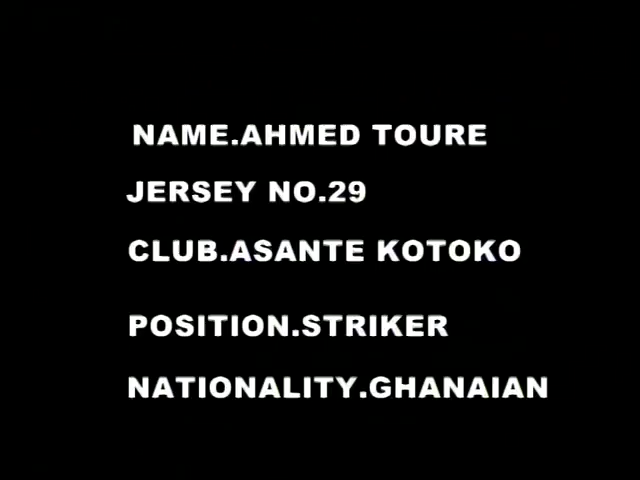 NAME.AHMED TOURE
JERSEY NO.29
CLUB.ASANTE KOTOKO
POSITION.STRIKER
NATIONALITY.GHANAIAN